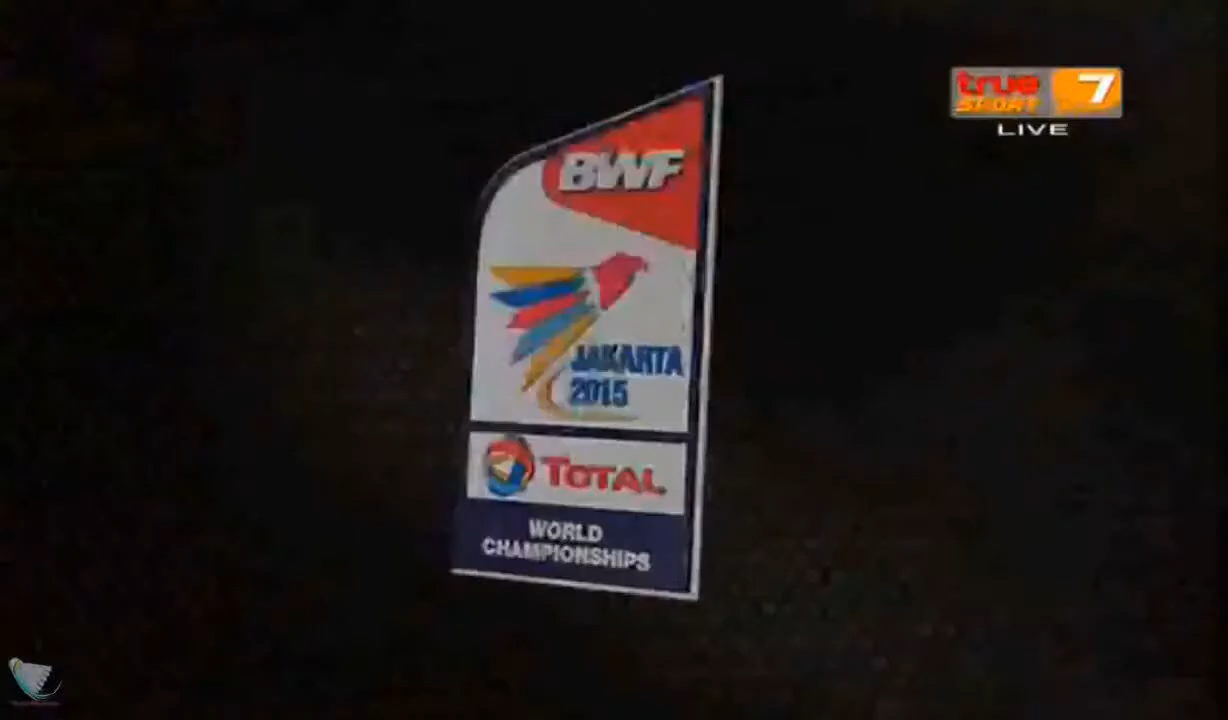 true
SPORT 7
LIVE
BWF
JAKARTA
2015
TOTAL
WORLD
CHAMPIONSHIPS